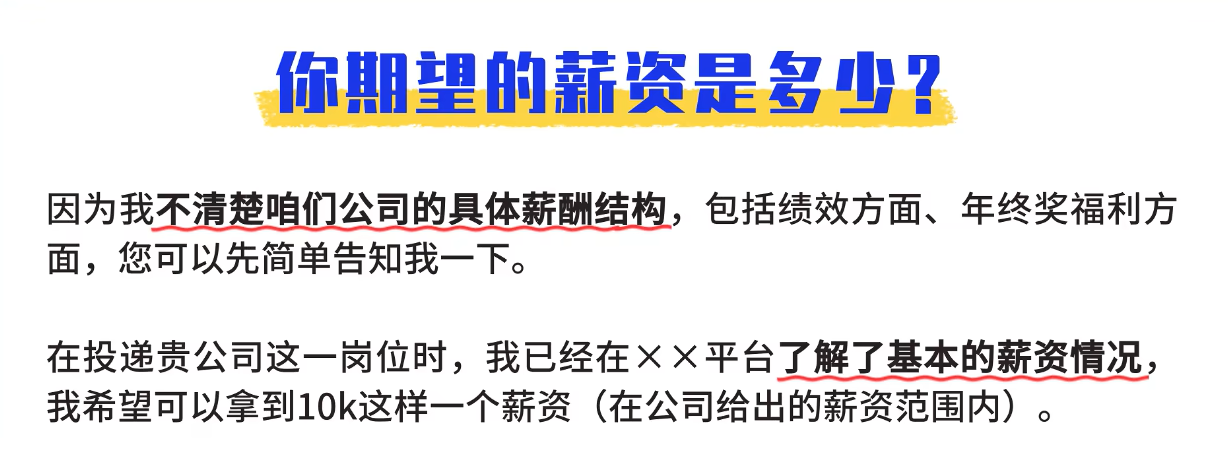 你期望的薪资是多少？
因为我不清楚咱们公司的具体薪酬结构，包括绩效方面、年终奖福利方
面，您可以先简单告知我一下。
在投递贵公司这一岗位时，我已经在××平台了解了基本的薪资情况，
我希望可以拿到10k这样一个薪资（在公司给出的薪资范围内）。